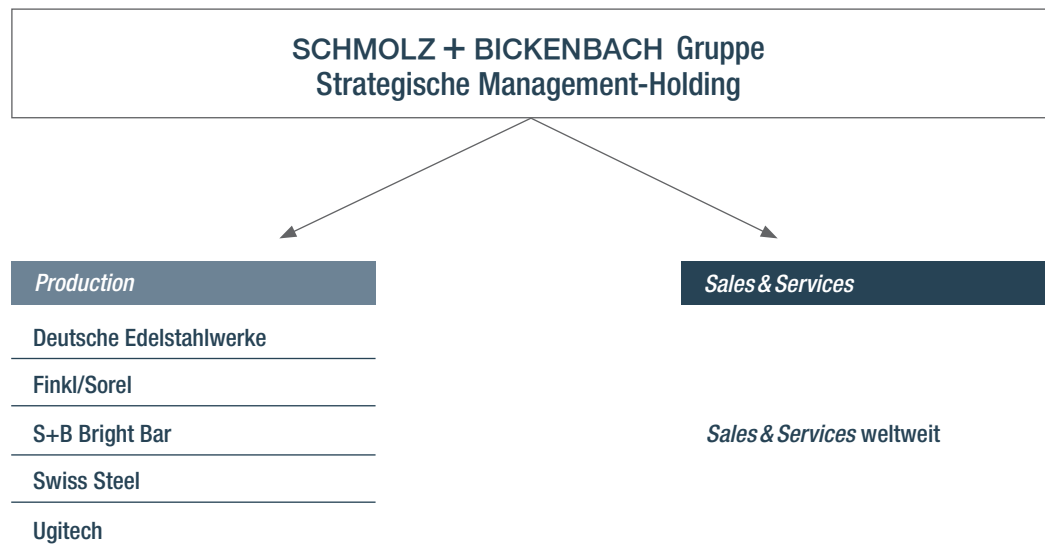 SCHMOLZ + BICKENBACH Gruppe
Strategische Management-Holding
Production
Deutsche Edelstahlwerke
Finkl/Sorel
S+B Bright Bar
Swiss Steel
Ugitech
Sales & Services
Sales & Services weltweit